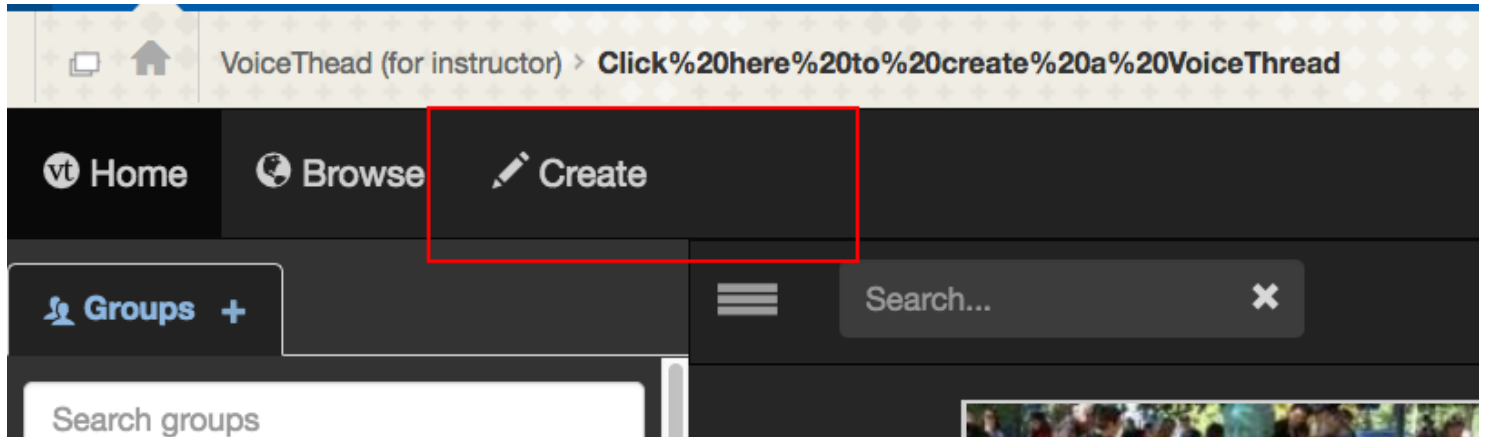 VoiceThead (for instructor) > Click%20here%20to%20create%20a%20VoiceThread
vt Home Browse Create
Groups +
Search...
Search groups